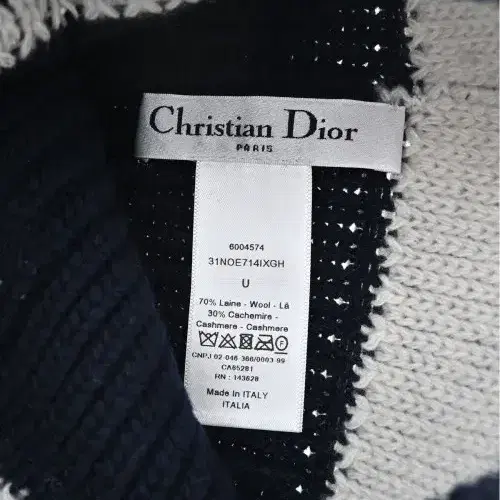 Christian Dior
PARIS
6004574
31NOE714IXGH
U
70% Laine - Wool - Lã
30% Cachemire -
Cashmere - Cashmere
F
CNPJ 02 046 366/0003-99
CA65281
RN : 143628
Made In ITALY
ITALIA